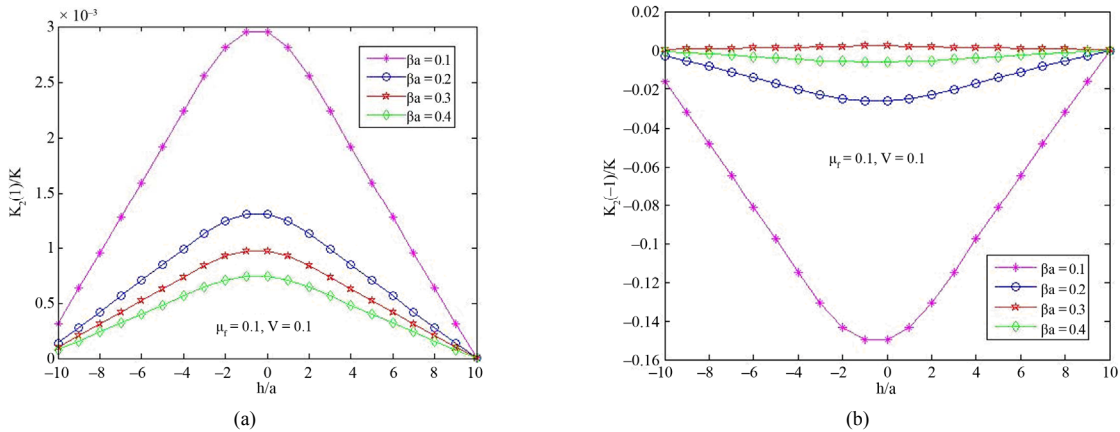 (a)
3 × 10⁻³
2.5
2
1.5
1
0.5
0
K₂(1)/K
βa = 0.1
βa = 0.2
βa = 0.3
βa = 0.4
μᵣ = 0.1, V = 0.1
−10 −8 −6 −4 −2 0 2 4 6 8 10
h/a
(a)
(b)
0.02
0
−0.02
−0.04
−0.06
−0.08
−0.1
−0.12
−0.14
−0.16
K₂(−1)/K
μᵣ = 0.1, V = 0.1
βa = 0.1
βa = 0.2
βa = 0.3
βa = 0.4
−10 −8 −6 −4 −2 0 2 4 6 8 10
h/a
(b)